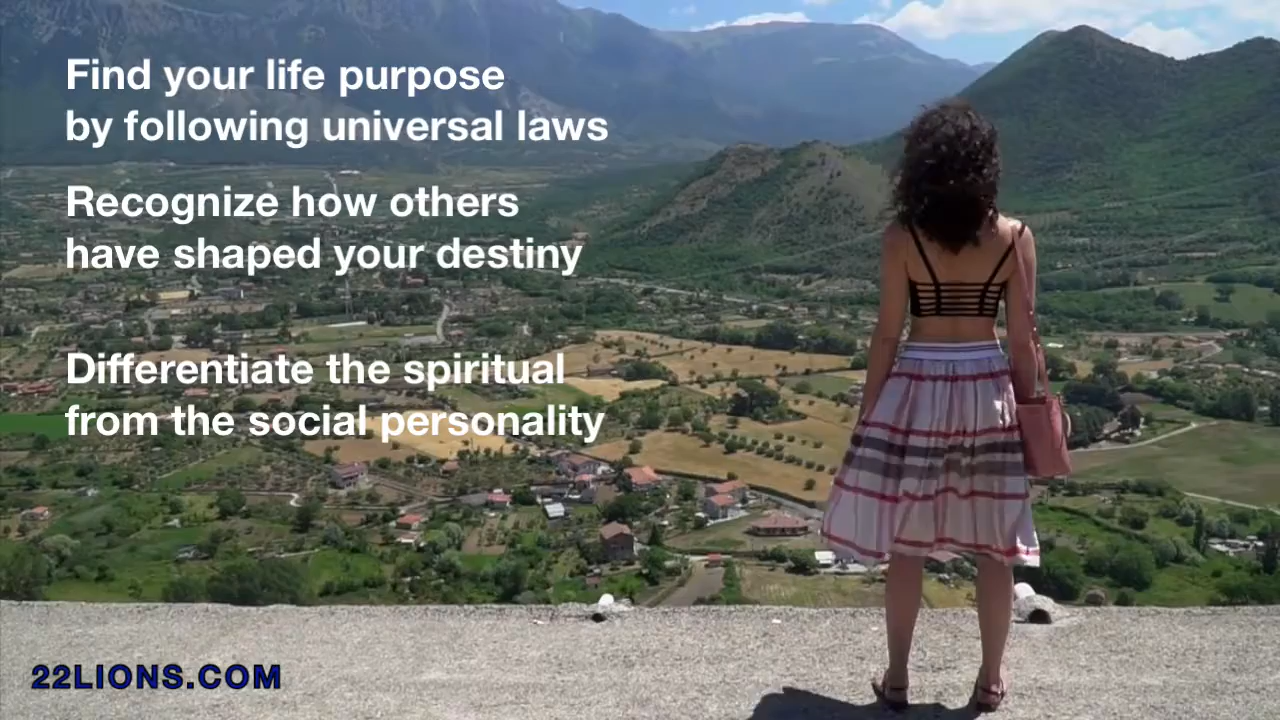 Find your life purpose
by following universal laws
Recognize how others
have shaped your destiny
Differentiate the spiritual
from the social personality
22LIONS.COM